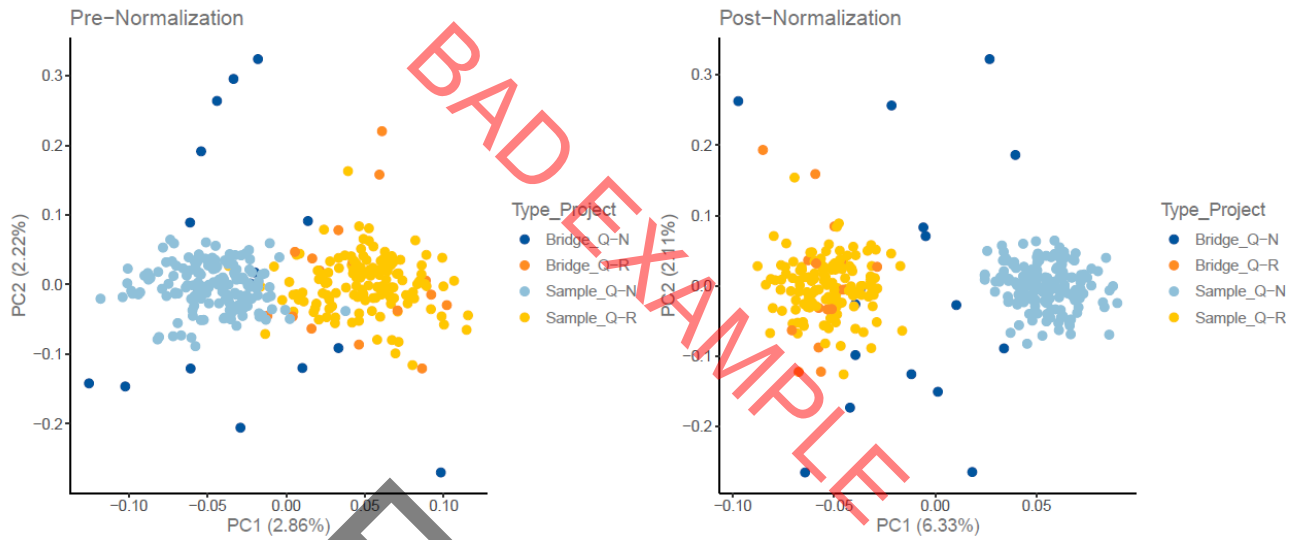 Pre−Normalization
0.3
0.2
0.1
0.0
−0.1
−0.2
PC2 (2.22%)
−0.10
−0.05
0.00
0.05
0.10
PC1 (2.86%)
Type_Project
Bridge_Q−N
Bridge_Q−R
Sample_Q−N
Sample_Q−R
BAD EXAMPLE
Post−Normalization
0.3
0.2
0.1
0.0
−0.1
−0.2
PC2 (2.11%)
−0.10
−0.05
0.00
0.05
PC1 (6.33%)
Type_Project
Bridge_Q−N
Bridge_Q−R
Sample_Q−N
Sample_Q−R